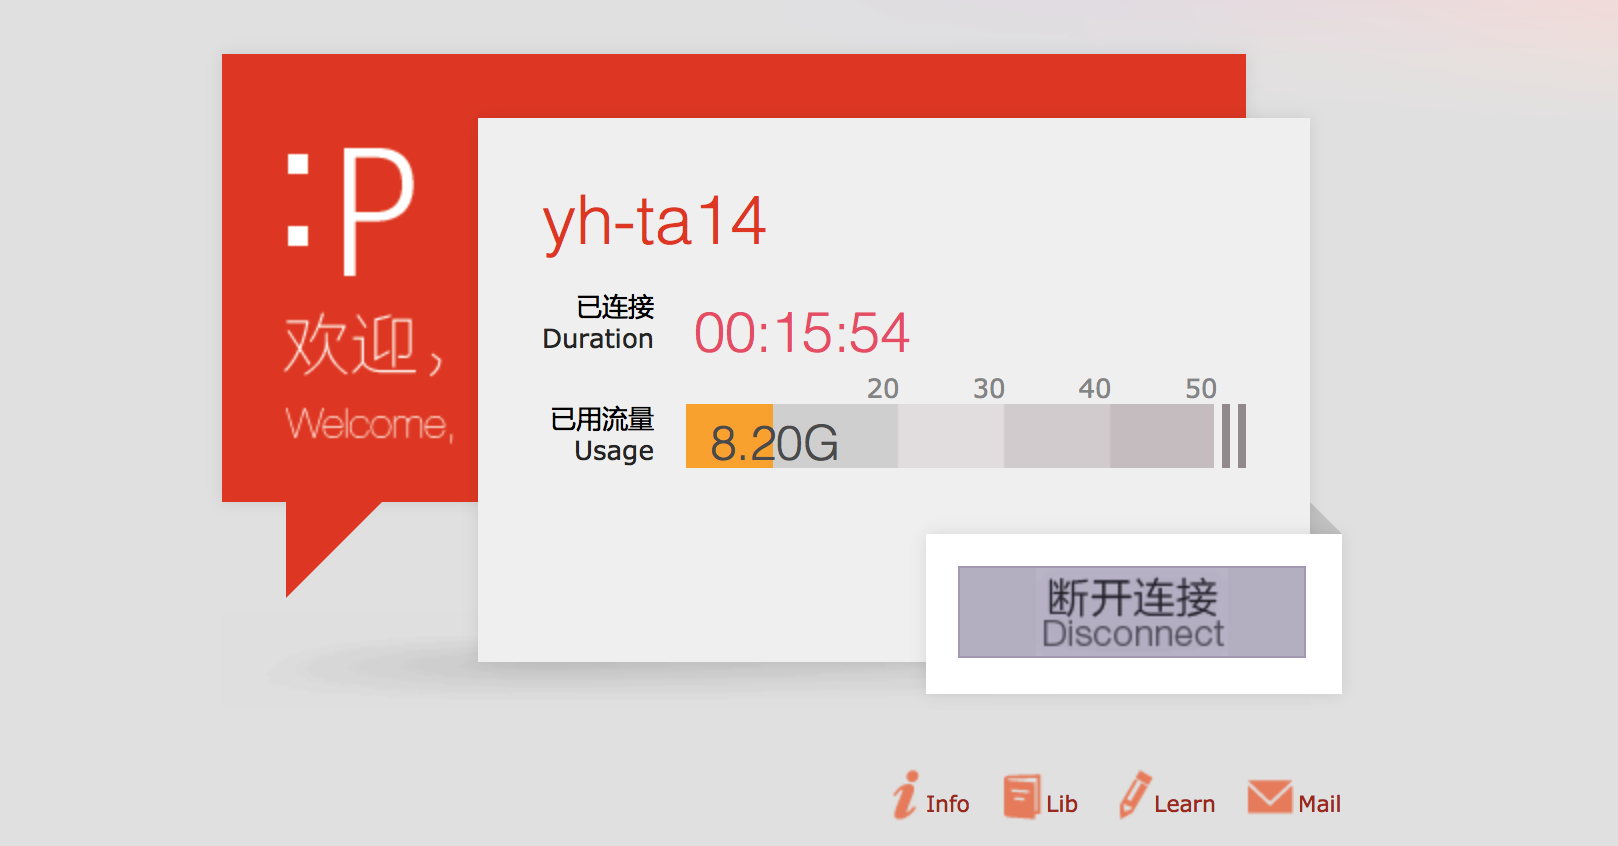 :P
欢迎，
Welcome,
yh-ta14
已连接
Duration
00:15:54
20 30 40 50
已用流量
Usage
8.20G
断开连接
Disconnect
Info Lib Learn Mail